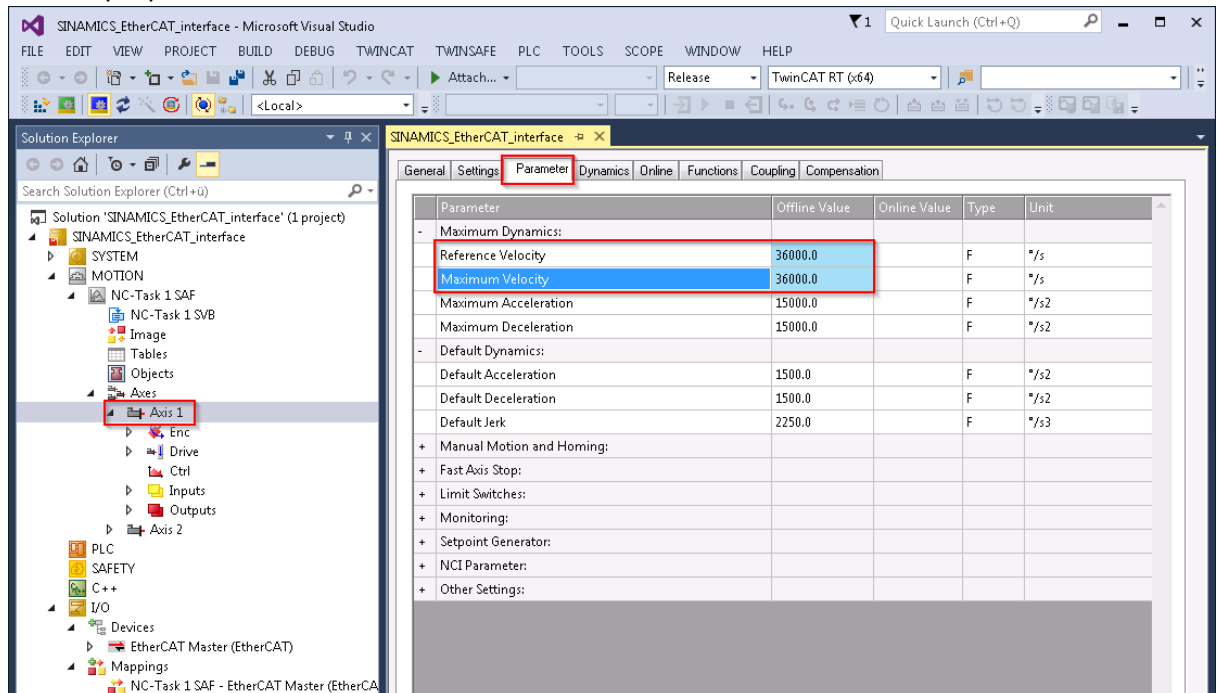 SINAMICS_EtherCAT_interface - Microsoft Visual Studio
1 Quick Launch (Ctrl+Q)
FILE EDIT VIEW PROJECT BUILD DEBUG TWINCAT TWINSAFE PLC TOOLS SCOPE WINDOW HELP
Attach... Release TwinCAT RT (x64)
<Local>
Solution Explorer
SINAMICS_EtherCAT_interface
General Settings Parameter Dynamics Online Functions Coupling Compensation
Search Solution Explorer (Ctrl+ü)
Solution 'SINAMICS_EtherCAT_interface' (1 project)
SINAMICS_EtherCAT_interface
SYSTEM
MOTION
NC-Task 1 SAF
NC-Task 1 SVB
Image
Tables
Objects
Axes
Axis 1
Enc
Drive
Ctrl
Inputs
Outputs
Axis 2
PLC
SAFETY
C++
I/O
Devices
EtherCAT Master (EtherCAT)
Mappings
NC-Task 1 SAF - EtherCAT Master (EtherCA
Parameter Offline Value Online Value Type Unit
- Maximum Dynamics:
Reference Velocity 36000.0 F °/s
Maximum Velocity 36000.0 F °/s
Maximum Acceleration 15000.0 F °/s2
Maximum Deceleration 15000.0 F °/s2
- Default Dynamics:
Default Acceleration 1500.0 F °/s2
Default Deceleration 1500.0 F °/s2
Default Jerk 2250.0 F °/s3
+ Manual Motion and Homing:
+ Fast Axis Stop:
+ Limit Switches:
+ Monitoring:
+ Setpoint Generator:
+ NCI Parameter:
+ Other Settings: